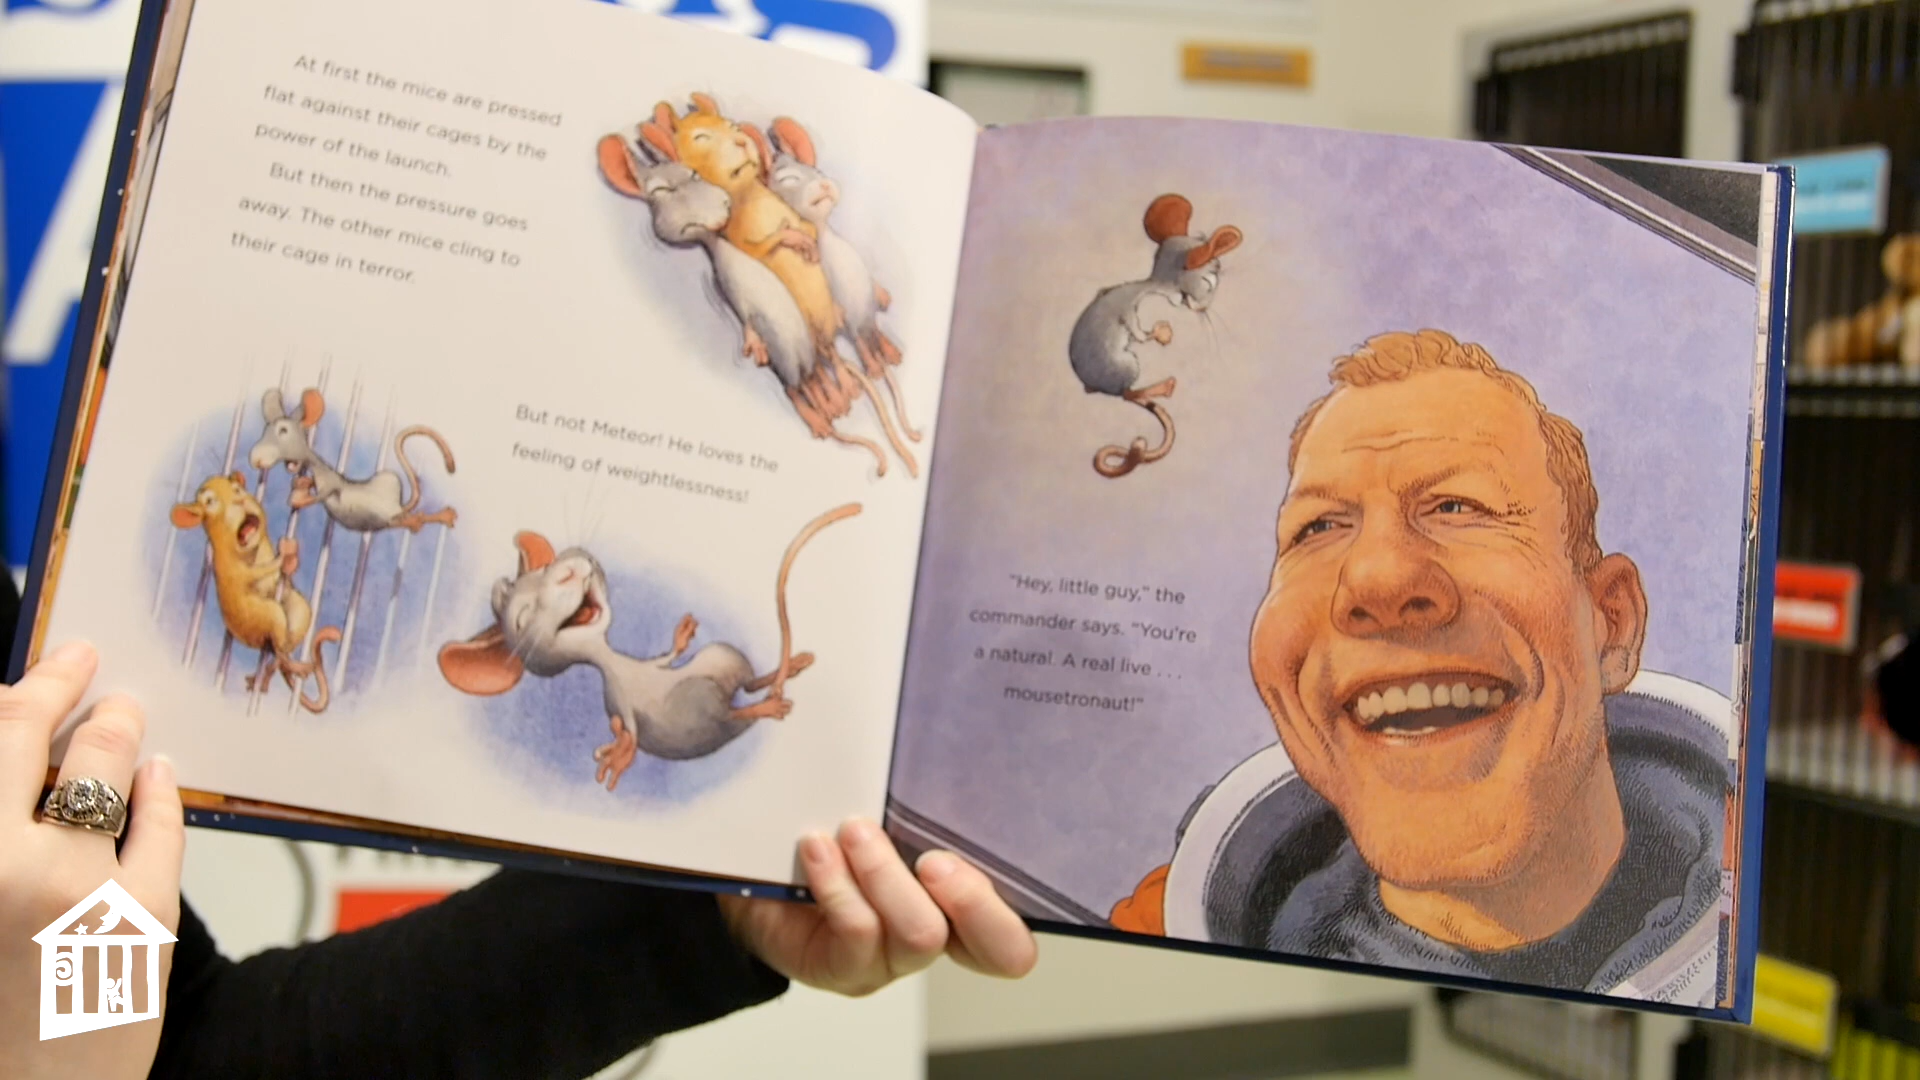 At first the mice are pressed
flat against their cages by the
power of the launch.
But then the pressure goes
away. The other mice cling to
their cage in terror.
But not Meteor! He loves the
feeling of weightlessness!
"Hey, little guy," the
commander says. "You're
a natural. A real live . . .
mousetronaut!"